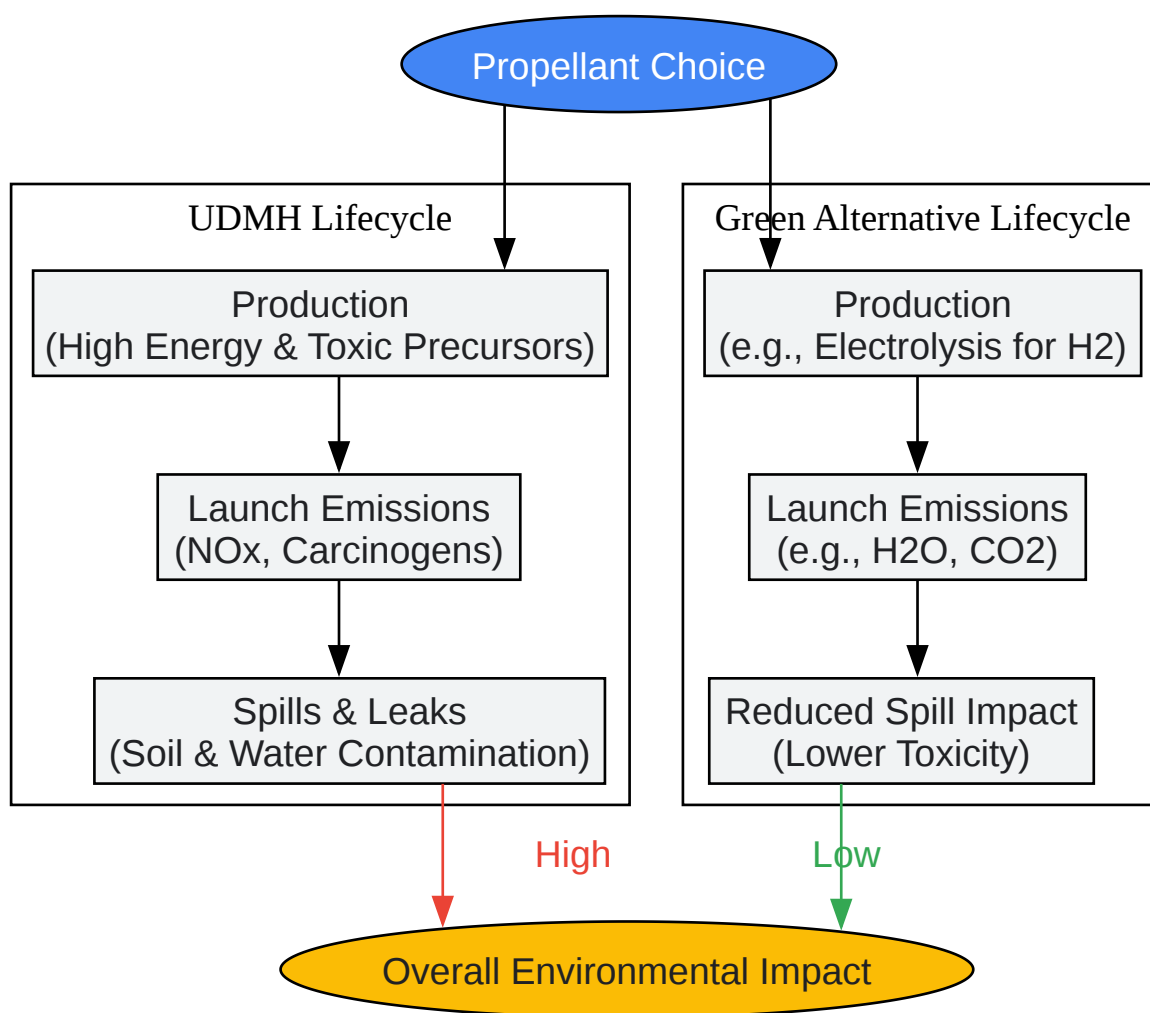 Propellant Choice
UDMH Lifecycle
Production
(High Energy & Toxic Precursors)
Launch Emissions
(NOx, Carcinogens)
Spills & Leaks
(Soil & Water Contamination)
Green Alternative Lifecycle
Production
(e.g., Electrolysis for H2)
Launch Emissions
(e.g., H2O, CO2)
Reduced Spill Impact
(Lower Toxicity)
High
Low
Overall Environmental Impact